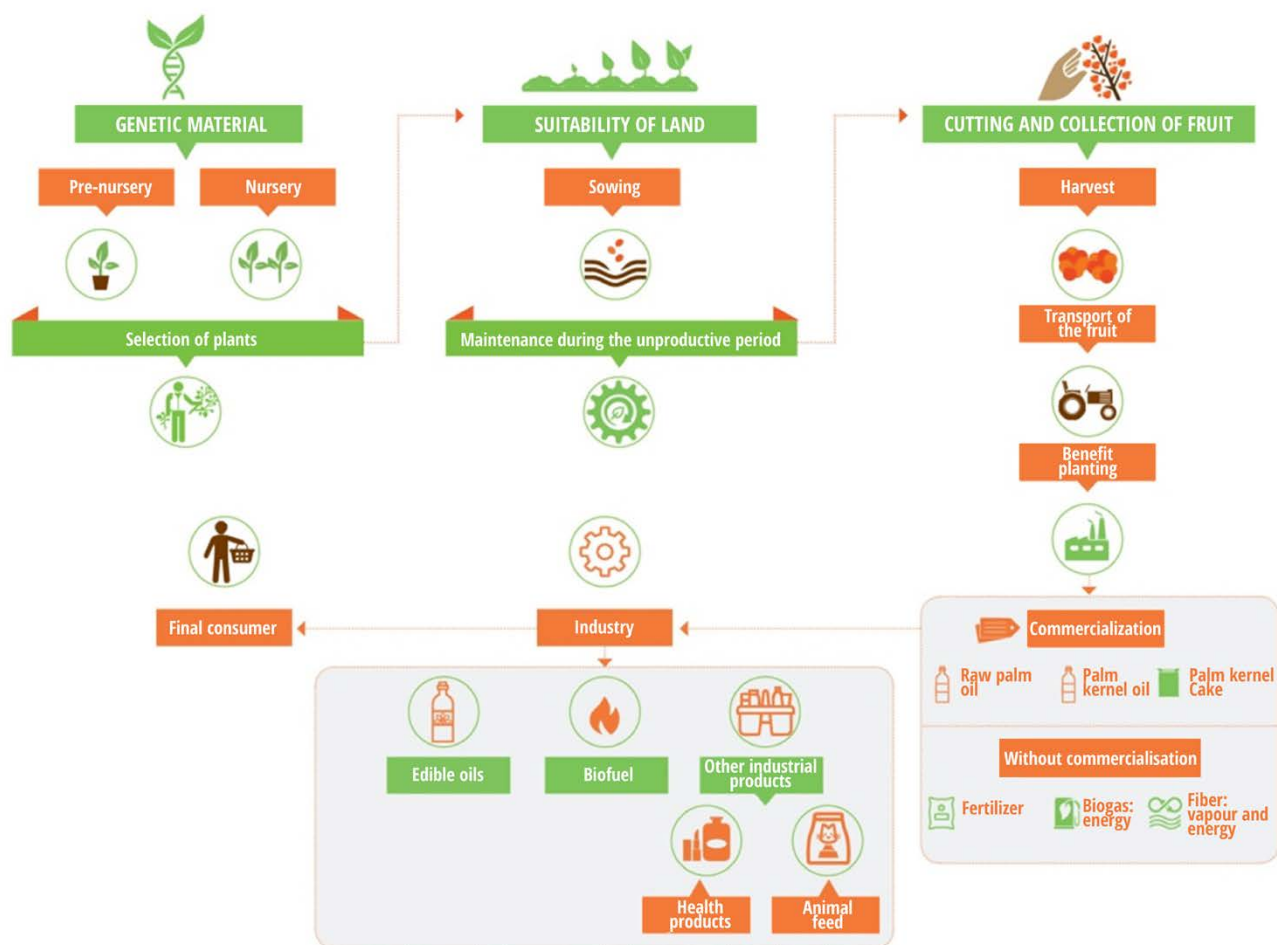 GENETIC MATERIAL
SUITABILITY OF LAND
CUTTING AND COLLECTION OF FRUIT
Pre-nursery
Nursery
Sowing
Harvest
Selection of plants
Maintenance during the unproductive period
Transport of
the fruit
Benefit
planting
Final consumer
Industry
Commercialization
Raw palm
oil
Palm
kernel oil
Palm kernel
Cake
Without commercialisation
Fertilizer
Biogas:
energy
Fiber:
vapour and
energy
Edible oils
Biofuel
Other industrial
products
Health
products
Animal
feed